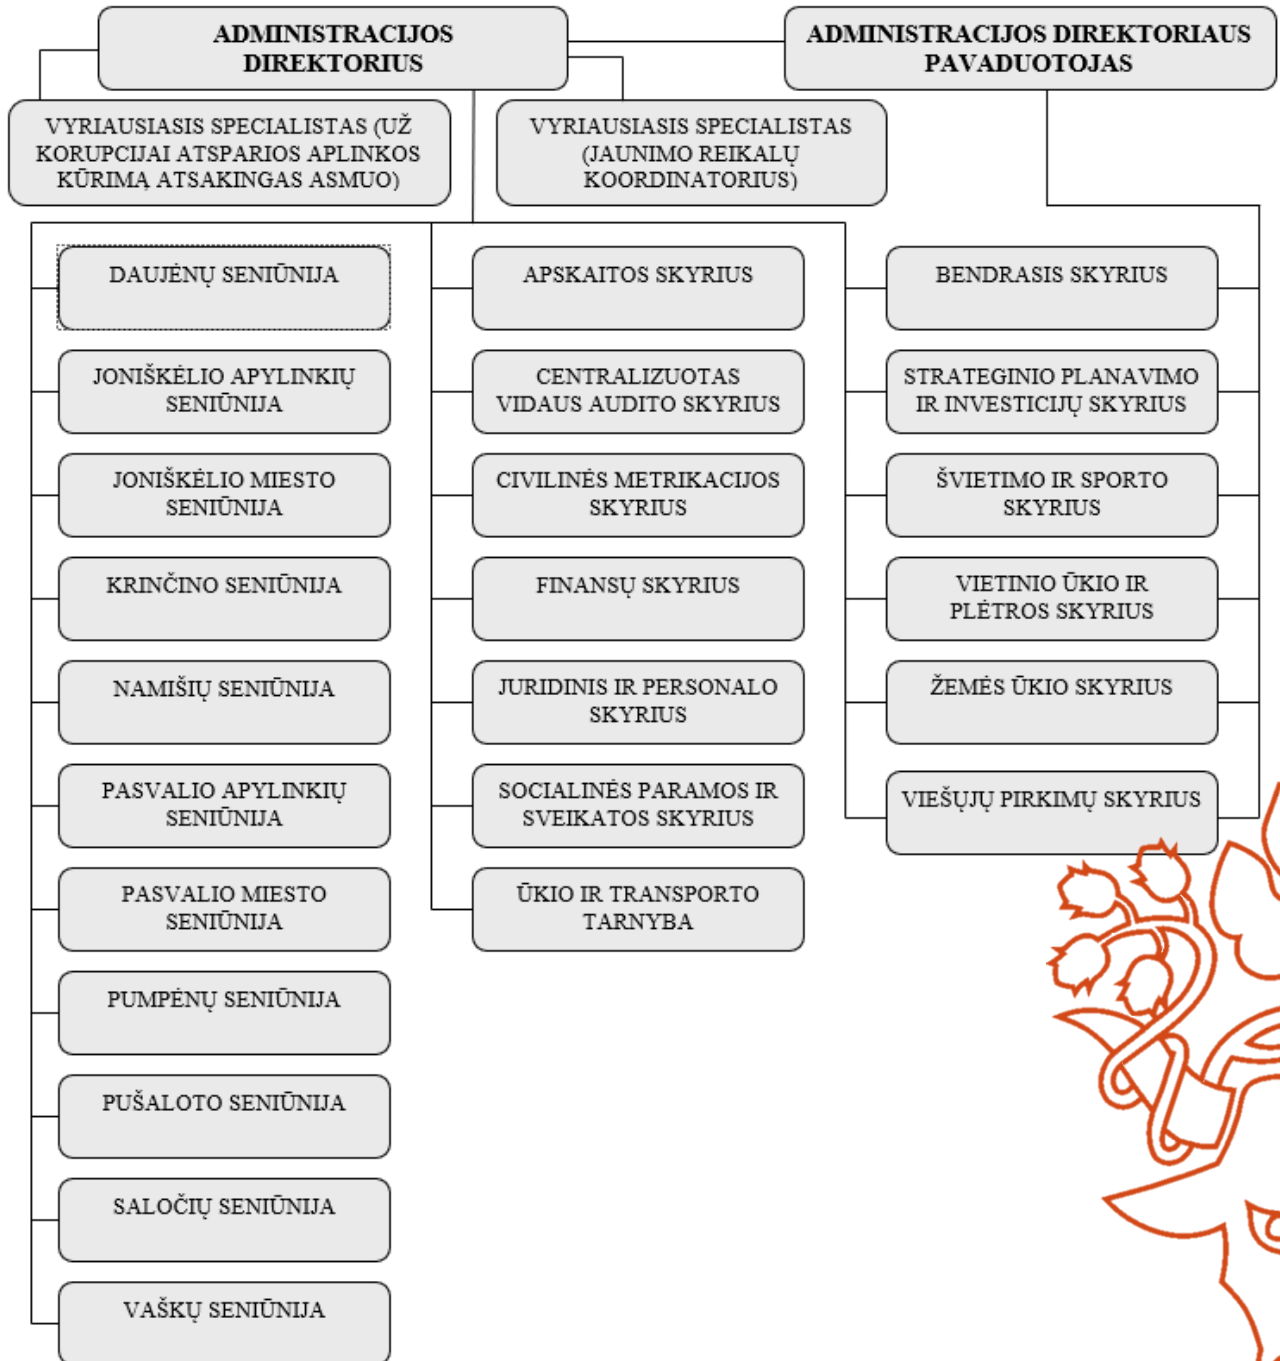 ADMINISTRACIJOS
DIREKTORIUS
ADMINISTRACIJOS DIREKTORIAUS
PAVADUOTOJAS
VYRIAUSIASIS SPECIALISTAS (UŽ
KORUPCIJAI ATSPARIOS APLINKOS
KŪRIMĄ ATSAKINGAS ASMUO)
VYRIAUSIASIS SPECIALISTAS
(JAUNIMO REIKALŲ
KOORDINATORIUS)
DAUJĖNŲ SENIŪNIJA
JONIŠKĖLIO APYLINKIŲ
SENIŪNIJA
JONIŠKĖLIO MIESTO
SENIŪNIJA
KRINČINO SENIŪNIJA
NAMIŠIŲ SENIŪNIJA
PASVALIO APYLINKIŲ
SENIŪNIJA
PASVALIO MIESTO
SENIŪNIJA
PUMPĖNŲ SENIŪNIJA
PUŠALOTO SENIŪNIJA
SALOČIŲ SENIŪNIJA
VAŠKŲ SENIŪNIJA
APSKAITOS SKYRIUS
CENTRALIZUOTAS
VIDAUS AUDITO SKYRIUS
CIVILINĖS METRIKACIJOS
SKYRIUS
FINANSŲ SKYRIUS
JURIDINIS IR PERSONALO
SKYRIUS
SOCIALINĖS PARAMOS IR
SVEIKATOS SKYRIUS
ŪKIO IR TRANSPORTO
TARNYBA
BENDRASIS SKYRIUS
STRATEGINIO PLANAVIMO
IR INVESTICIJŲ SKYRIUS
ŠVIETIMO IR SPORTO
SKYRIUS
VIETINIO ŪKIO IR
PLĖTROS SKYRIUS
ŽEMĖS ŪKIO SKYRIUS
VIEŠŲJŲ PIRKIMŲ SKYRIUS